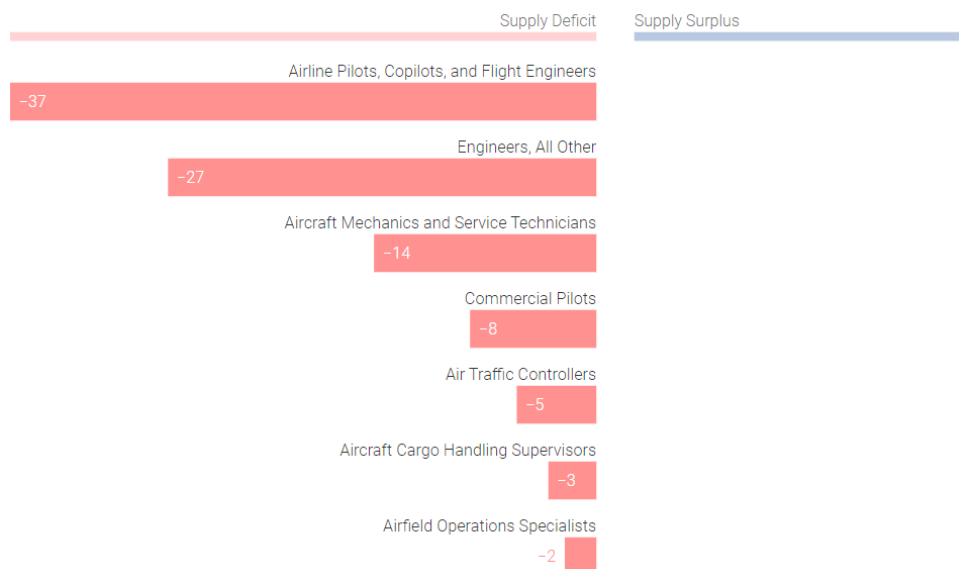 Supply Deficit Supply Surplus
Airline Pilots, Copilots, and Flight Engineers
−37
Engineers, All Other
−27
Aircraft Mechanics and Service Technicians
−14
Commercial Pilots
−8
Air Traffic Controllers
−5
Aircraft Cargo Handling Supervisors
−3
Airfield Operations Specialists
−2